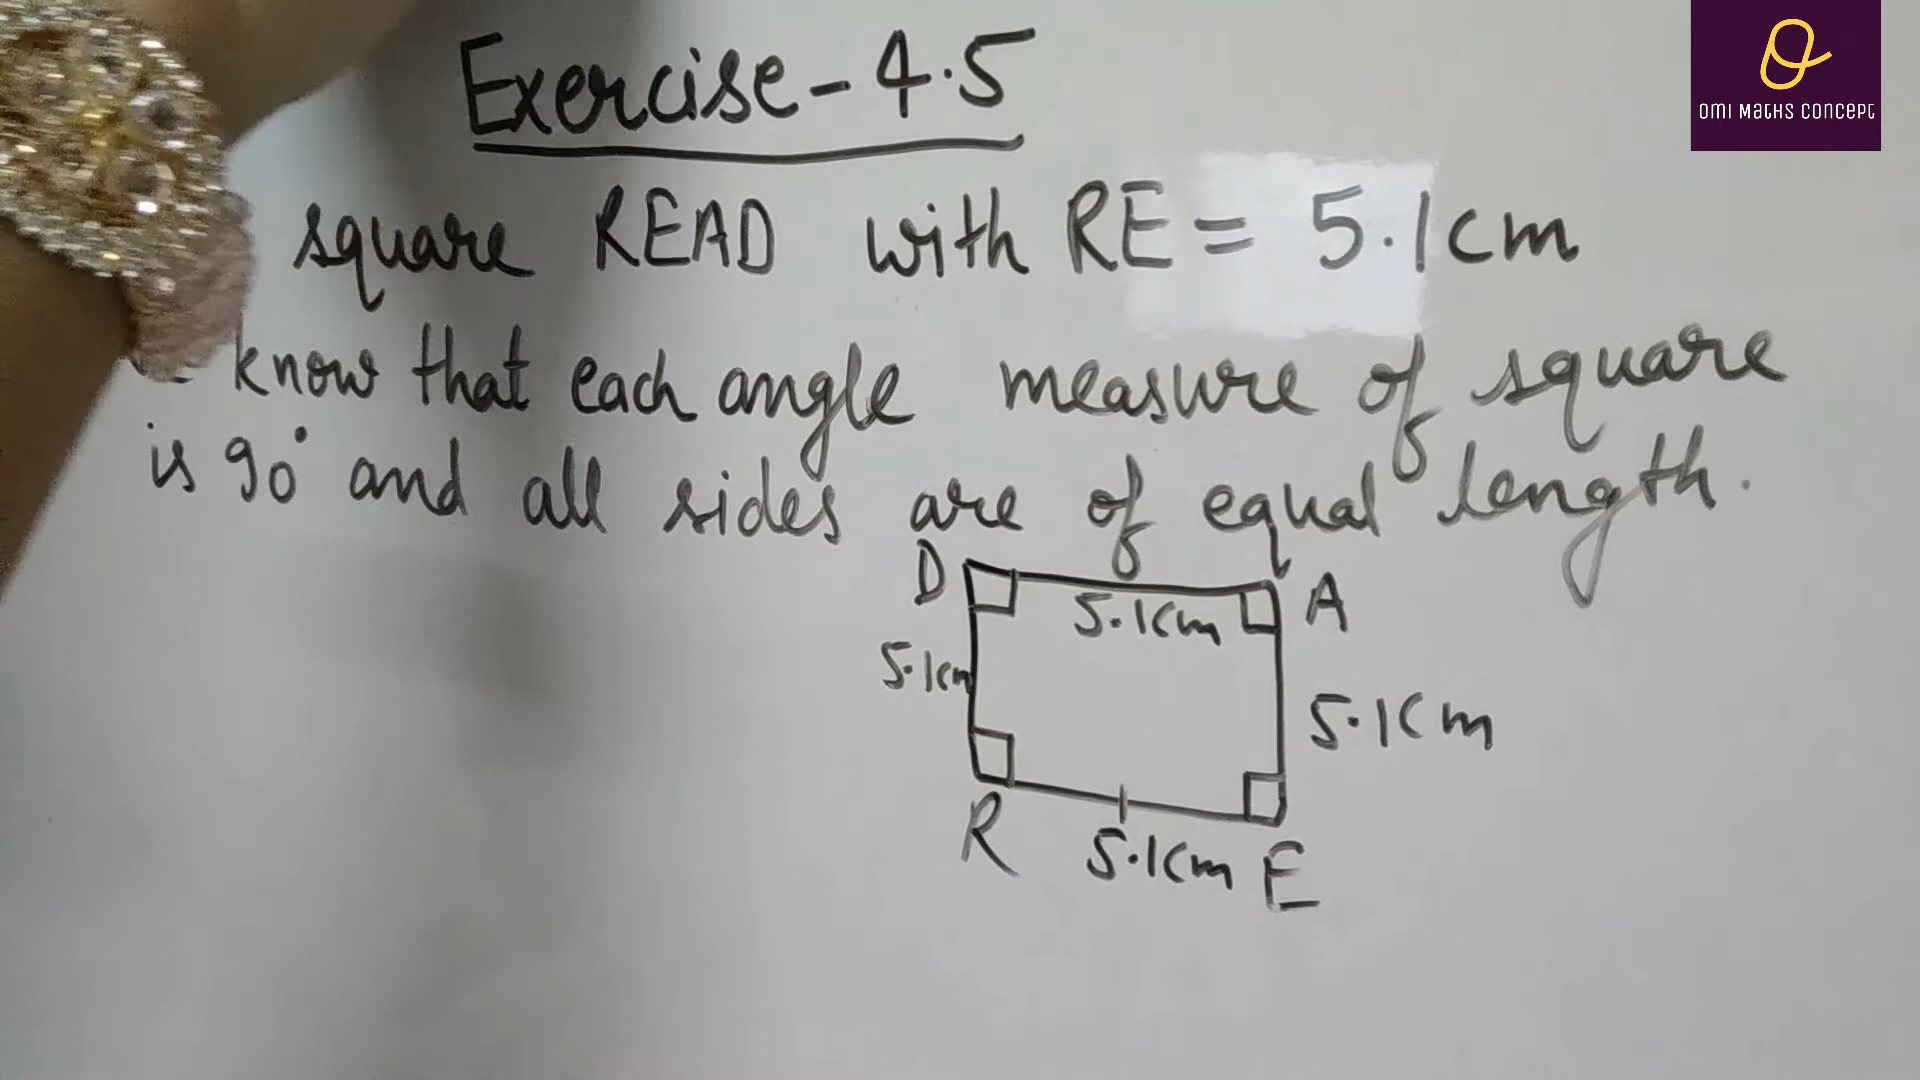 Exercise - 4.5
OMI MATHS CONCEPT
square READ with RE = 5.1cm
know that each angle measure of square
is 90° and all sides are of equal length.
D A
5.1cm
5.1cm
5.1cm
R E
5.1cm